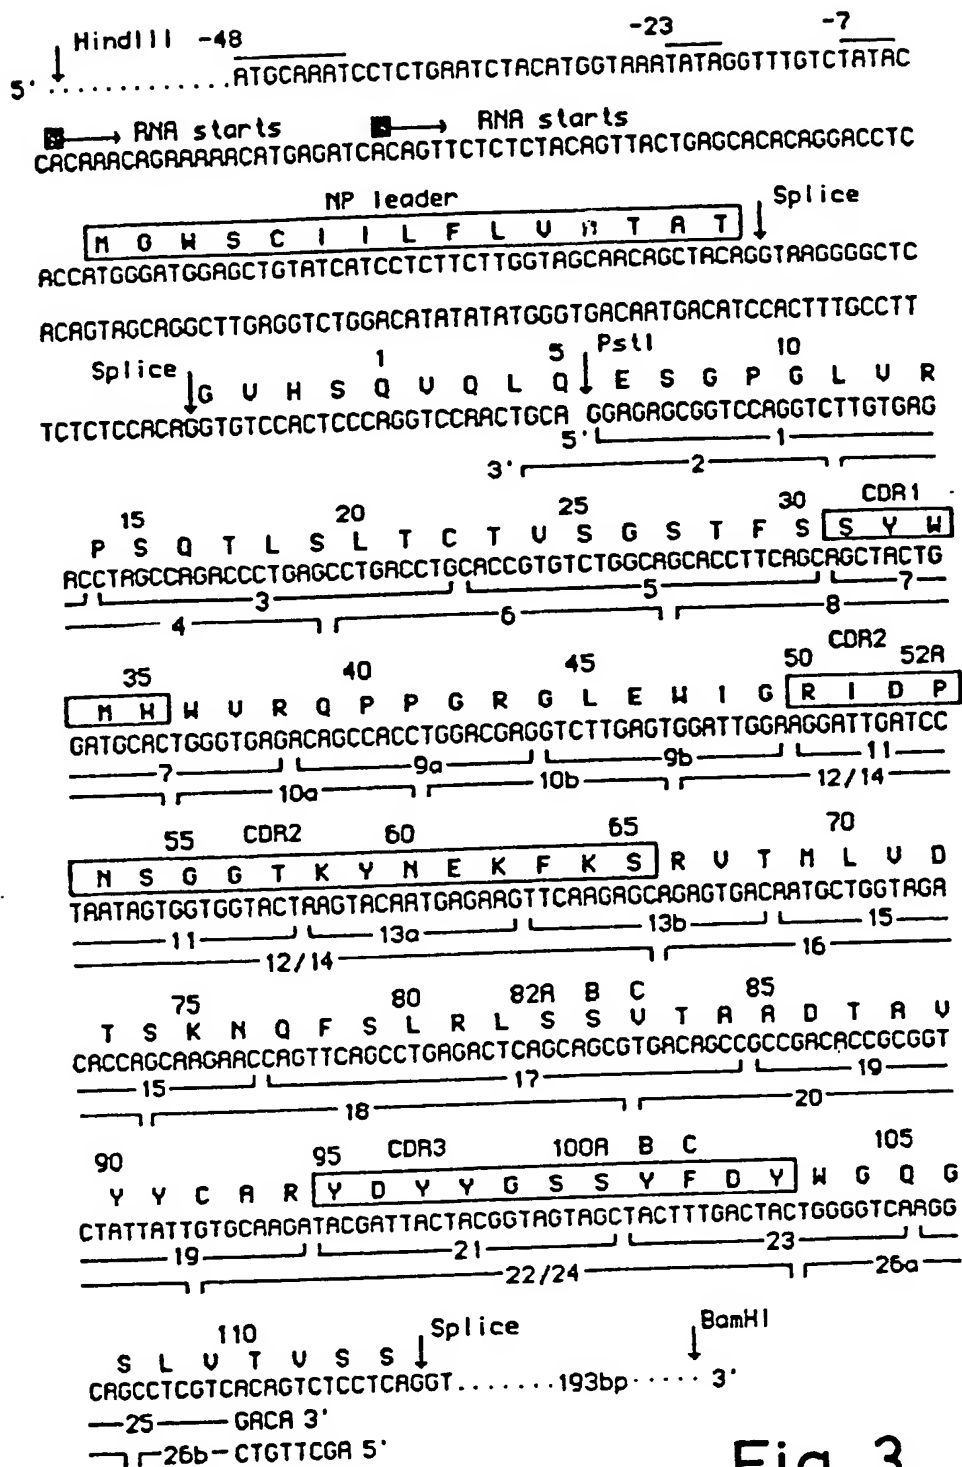 HindIII -48 -23 -7
5' ............ATGCAAATCCTCTGAATCTACATGGTAAATATAGGTTTGTCTATAC
RNA starts RNA starts
CACAAACAGAAAAACATGAGATCACAGTTCTCTCTACAGTTACTGAGCACACAGGACCTC
NP leader Splice
M G W S C I I L F L V A T A T
ACCATGGGATGGAGCTGTATCATCCTCTTCTTGGTAGCAACAGCTACAGGTAAGGGGCTC
ACAGTAGCAGGCTTGAGGTCTGGACATATATATGGGTGACAATGACATCCACTTTGCCTT
Splice 1 5 PstI 10
G V H S Q V Q L Q E S G P G L V R
TCTCTCCACAGGTGTCCACTCCCAGGTCCAACTGCA GGAGAGCGGTCCAGGTCTTGTGAG
5' 1
3' 2
15 20 25 30 CDR1
P S Q T L S L T C T V S G S T F S S Y W
ACCTAGCCAGACCCTGAGCCTGACCTGCACCGTGTCTGGCAGCACCTTCAGCAGCTACTG
3 5 7
4 6 8
35 40 45 50 CDR2 52A
M H W V R Q P P G R G L E W I G R I D P
GATGCACTGGGTGAGACAGCCACCTGGACGAGGTCTTGAGTGGATTGGAAGGATTGATCC
7 9a 9b 11
10a 10b 12/14
55 CDR2 60 65 70
N S G G T K Y N E K F K S R V T M L V D
TAATAGTGGTGGTACTAAGTACAATGAGAAGTTCAAGAGCAGAGTGACAATGCTGGTAGA
11 13a 13b 15
12/14 16
75 80 82A B C 85
T S K N Q F S L R L S S V T A A D T A V
CACCAGCAAGAACCAGTTCAGCCTGAGACTCAGCAGCGTGACAGCCGCCGACACCGCGGT
15 17 19
18 20
90 95 CDR3 100A B C 105
Y Y C A R Y D Y Y G S S Y F D Y W G Q G
CTATTATTGTGCAAGATACGATTACTACGGTAGTAGCTACTTTGACTACTGGGGTCAAGG
19 21 23
22/24 26a
110 Splice BamHI
S L V T V S S
CAGCCTCGTCACAGTCTCCTCAGGT.......193bp..... 3'
25 GACA 3'
26b CTGTTCGA 5'
Fig 3